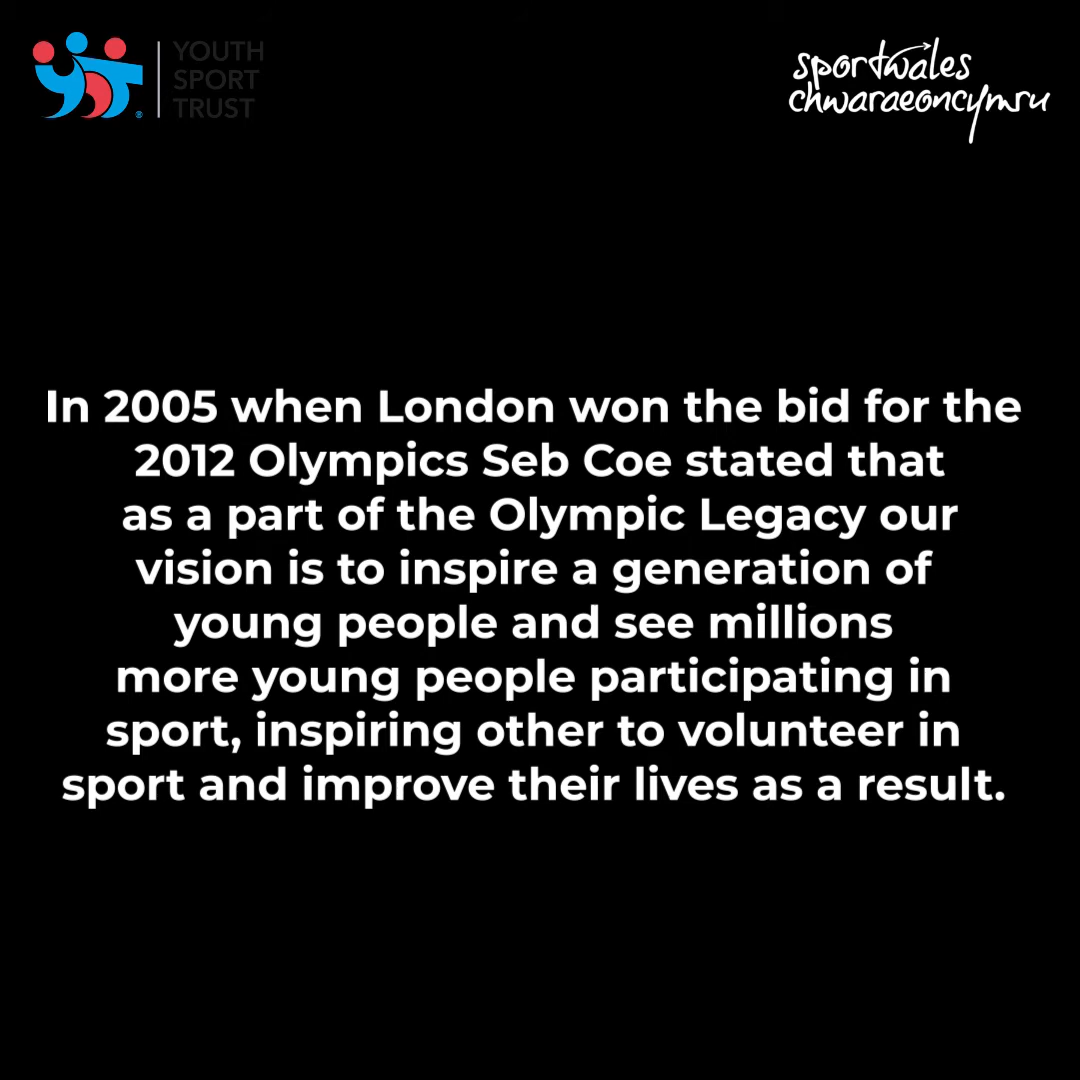 YOUTH
SPORT
TRUST
sportwales
chwaraeoncymru
In 2005 when London won the bid for the
2012 Olympics Seb Coe stated that
as a part of the Olympic Legacy our
vision is to inspire a generation of
young people and see millions
more young people participating in
sport, inspiring other to volunteer in
sport and improve their lives as a result.